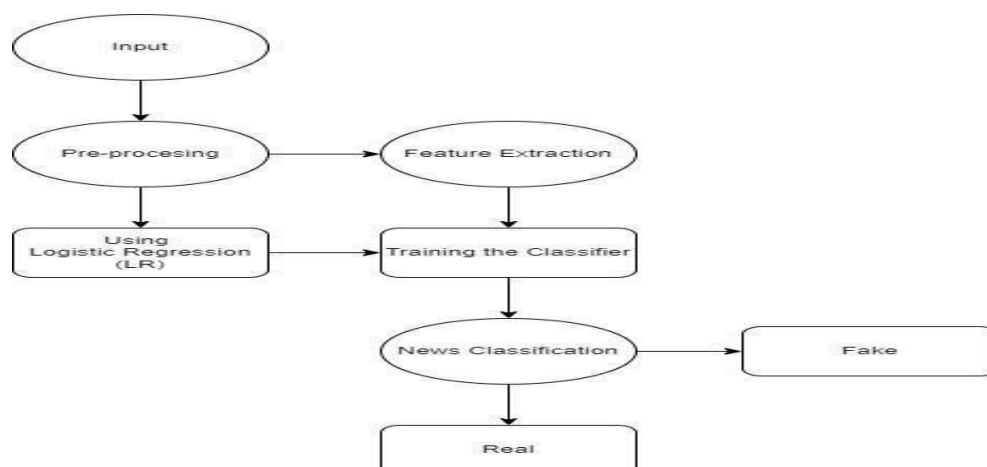 Input
Pre-procesing
Feature Extraction
Using
Logistic Regression
(LR)
Training the Classifier
News Classification
Fake
Real